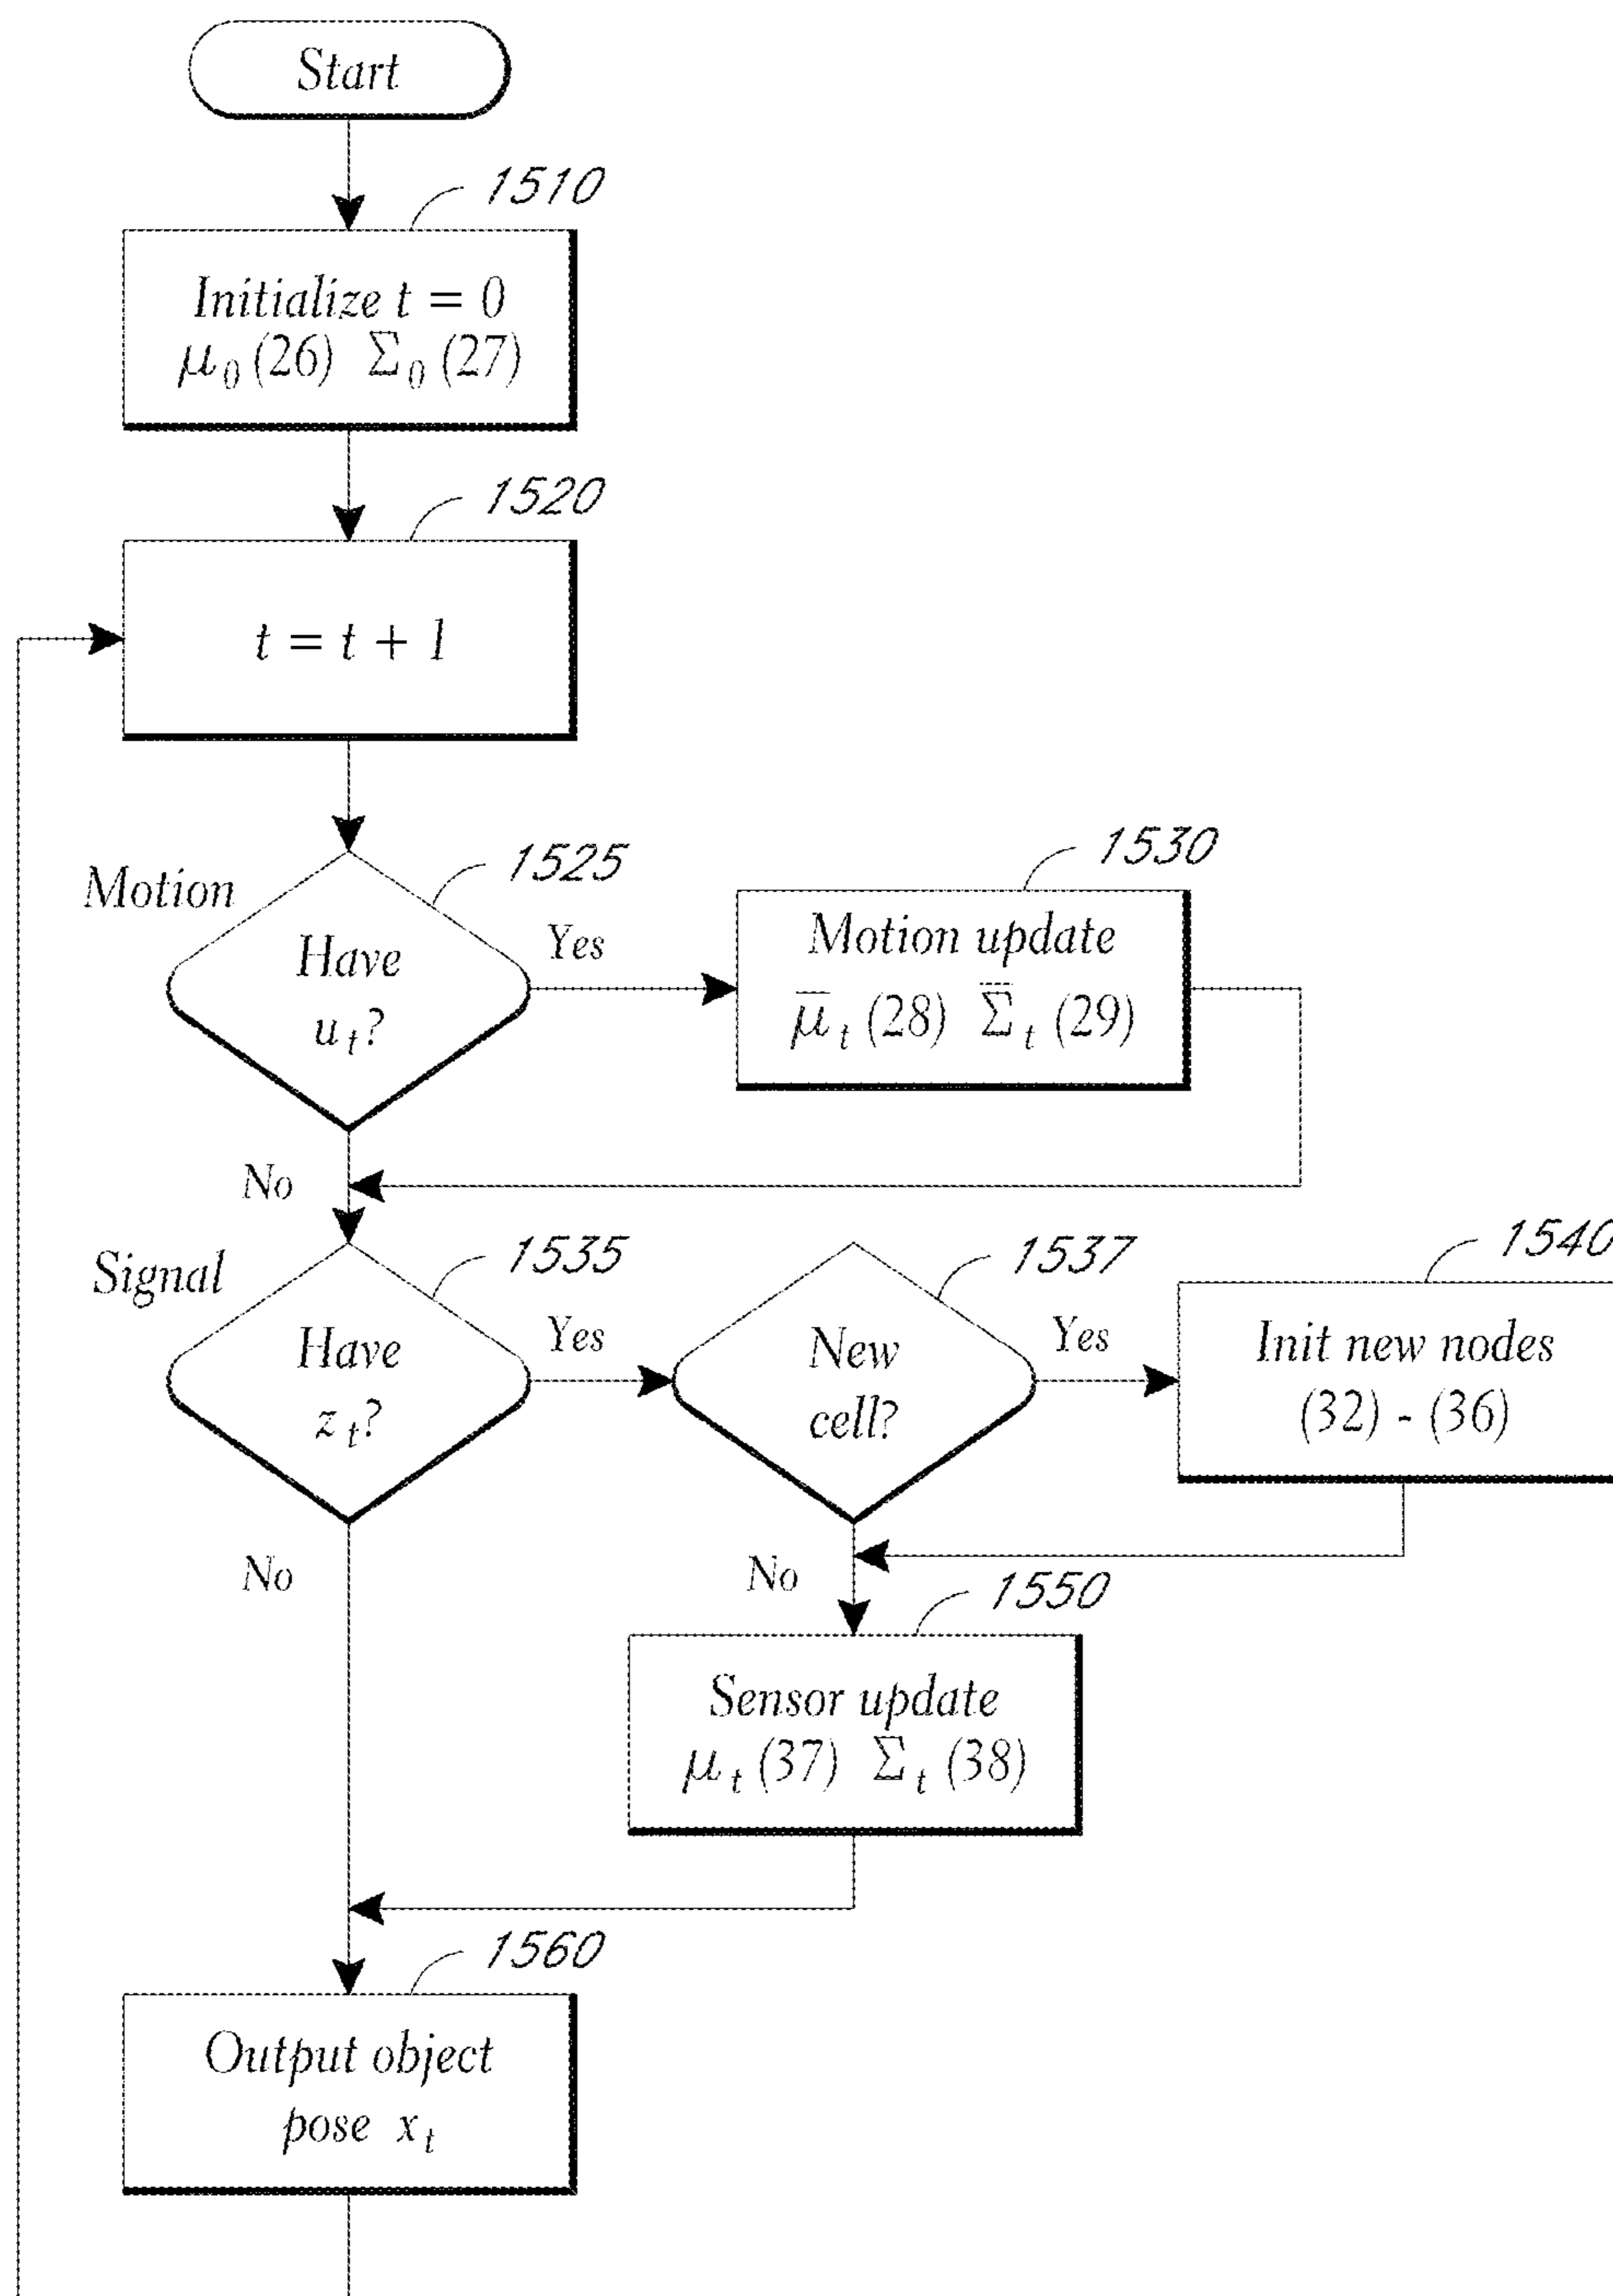 Start
1510
Initialize t = 0
μ0 (26) Σ0 (27)
1520
t = t + 1
Motion
1525
Have
ut?
Yes
1530
Motion update
μ̅t (28) Σ̅t (29)
No
Signal
1535
Have
zt?
Yes
1537
New
cell?
Yes
1540
Init new nodes
(32) - (36)
No
No
1550
Sensor update
μt (37) Σt (38)
1560
Output object
pose xt